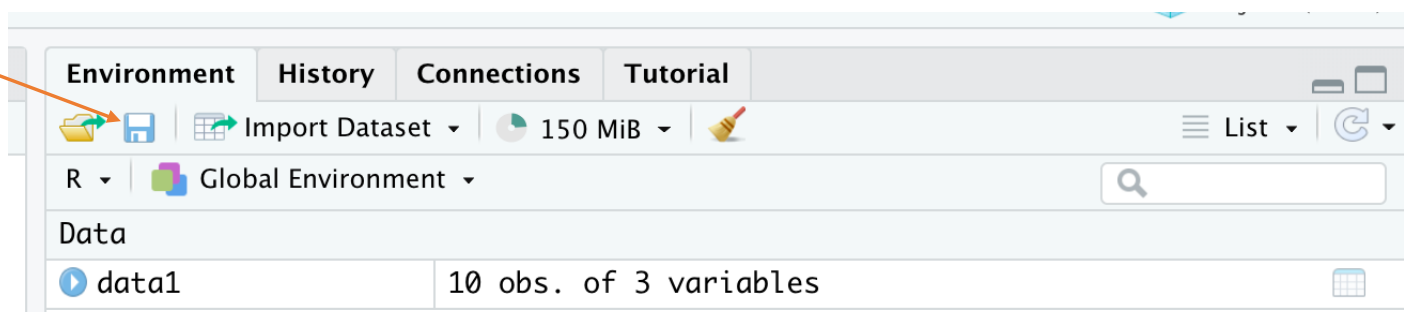 Environment History Connections Tutorial
Import Dataset 150 MiB List
R Global Environment
Data
data1 10 obs. of 3 variables